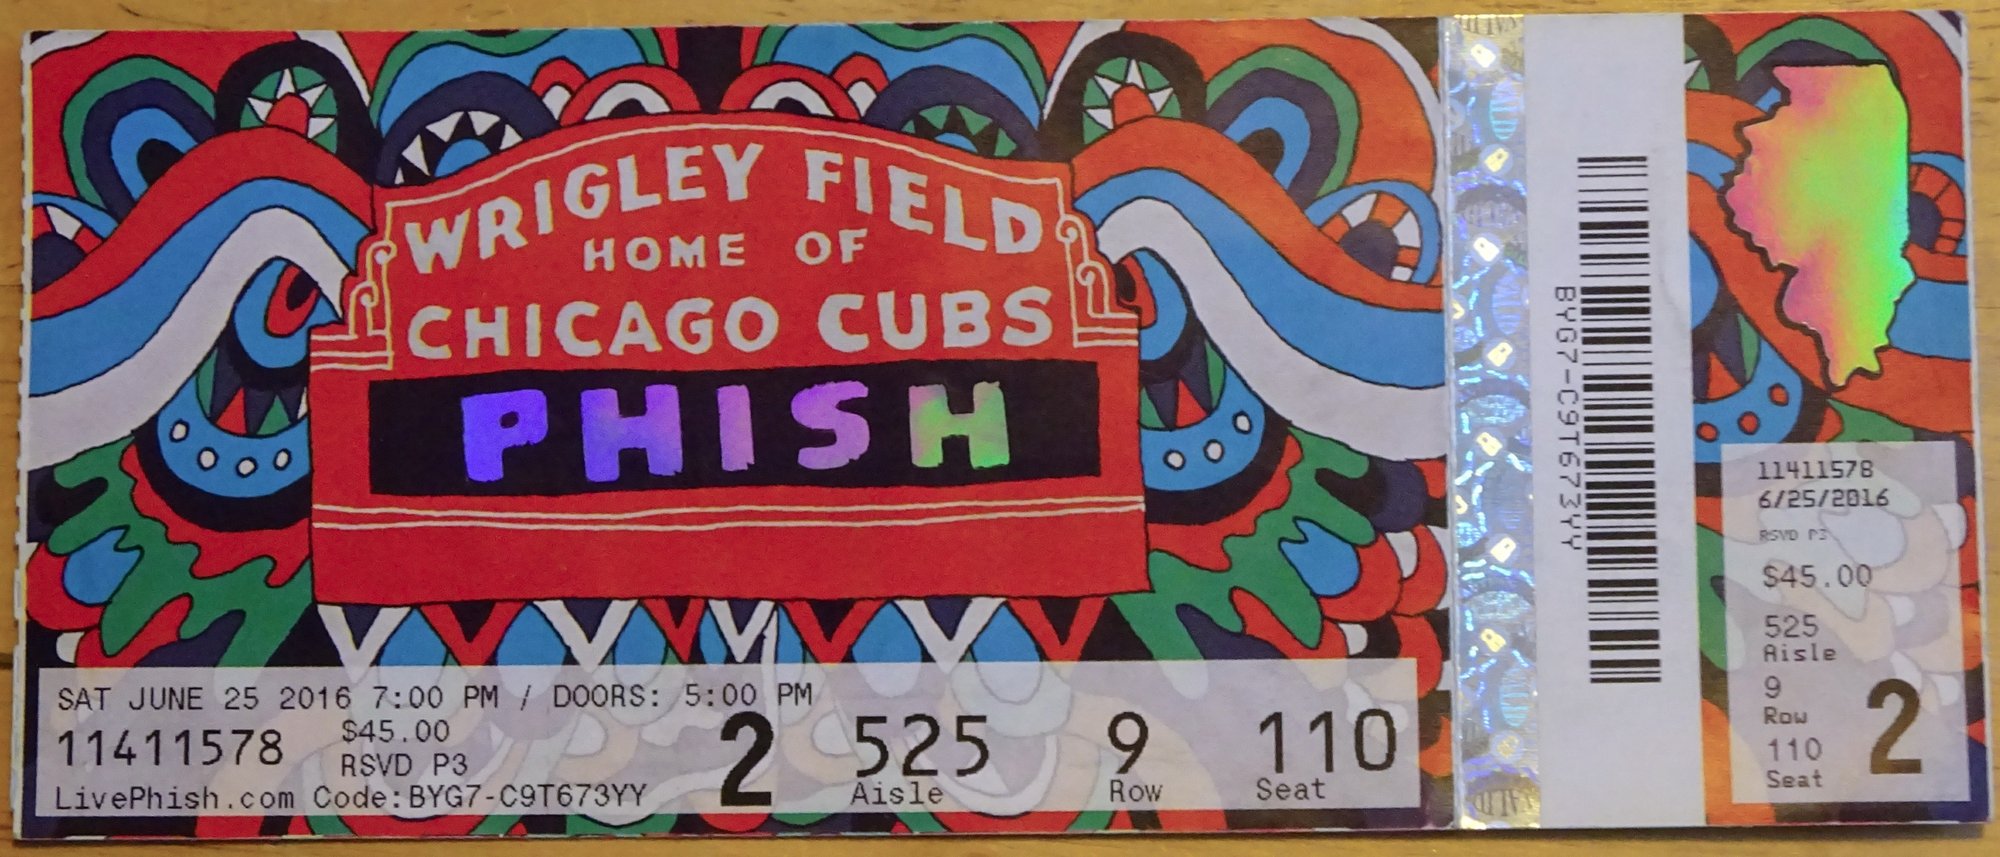 WRIGLEY FIELD
HOME OF
CHICAGO CUBS
PHISH
SAT JUNE 25 2016 7:00 PM / DOORS: 5:00 PM
11411578
$45.00
RSVD P3
LivePhish.com Code:BYG7-C9T673YY
2
525
Aisle
9
Row
110
Seat
BYG7-C9T673YY
11411578
6/25/2016
RSVD P3
$45.00
525
Aisle
9
Row
110
Seat
2